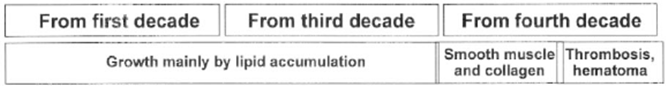 From first decade
From third decade
From fourth decade
Growth mainly by lipid accumulation
Smooth muscle
and collagen
Thrombosis,
hematoma